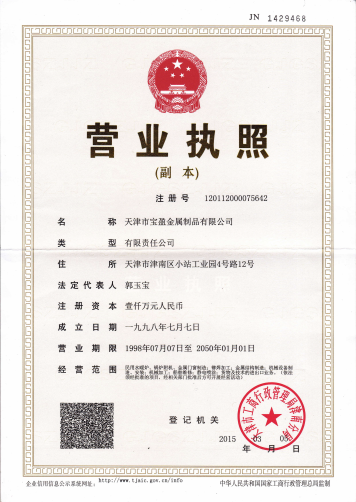 JN 1429468
营业执照
(副 本)
注册号 120112000075642
名称 天津市宝盈金属制品有限公司
类型 有限责任公司
住所 天津市津南区小站工业园4号路12号
法定代表人 郭玉宝
注册资本 壹仟万元人民币
成立日期 一九九八年七月七日
营业期限 1998年07月07日至 2050年01月01日
经营范围
登记机关
2015 03 05
年 月 日
企业信用信息公示系统网址： http://www.tjaic.gov.cn/info
中华人民共和国国家工商行政管理总局监制